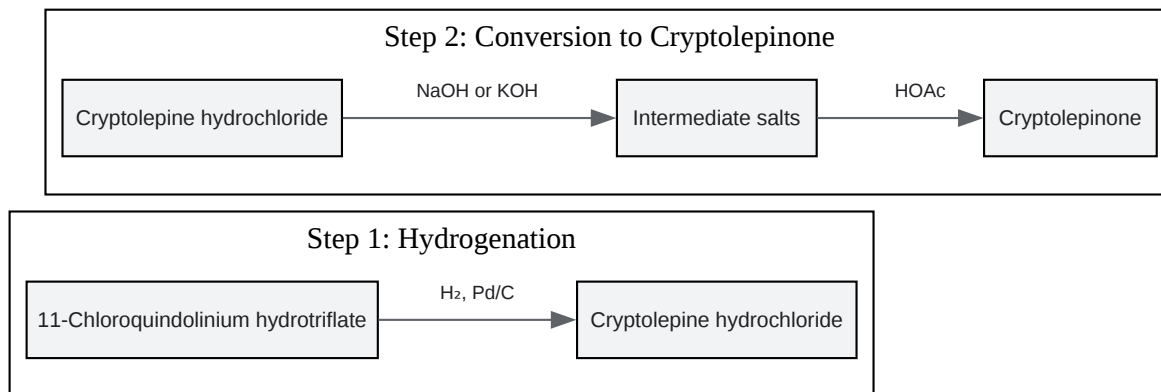 Step 2: Conversion to Cryptolepinone
NaOH or KOH
HOAc
Cryptolepine hydrochloride
Intermediate salts
Cryptolepinone
Step 1: Hydrogenation
H₂, Pd/C
11-Chloroquindolinium hydrotriflate
Cryptolepine hydrochloride